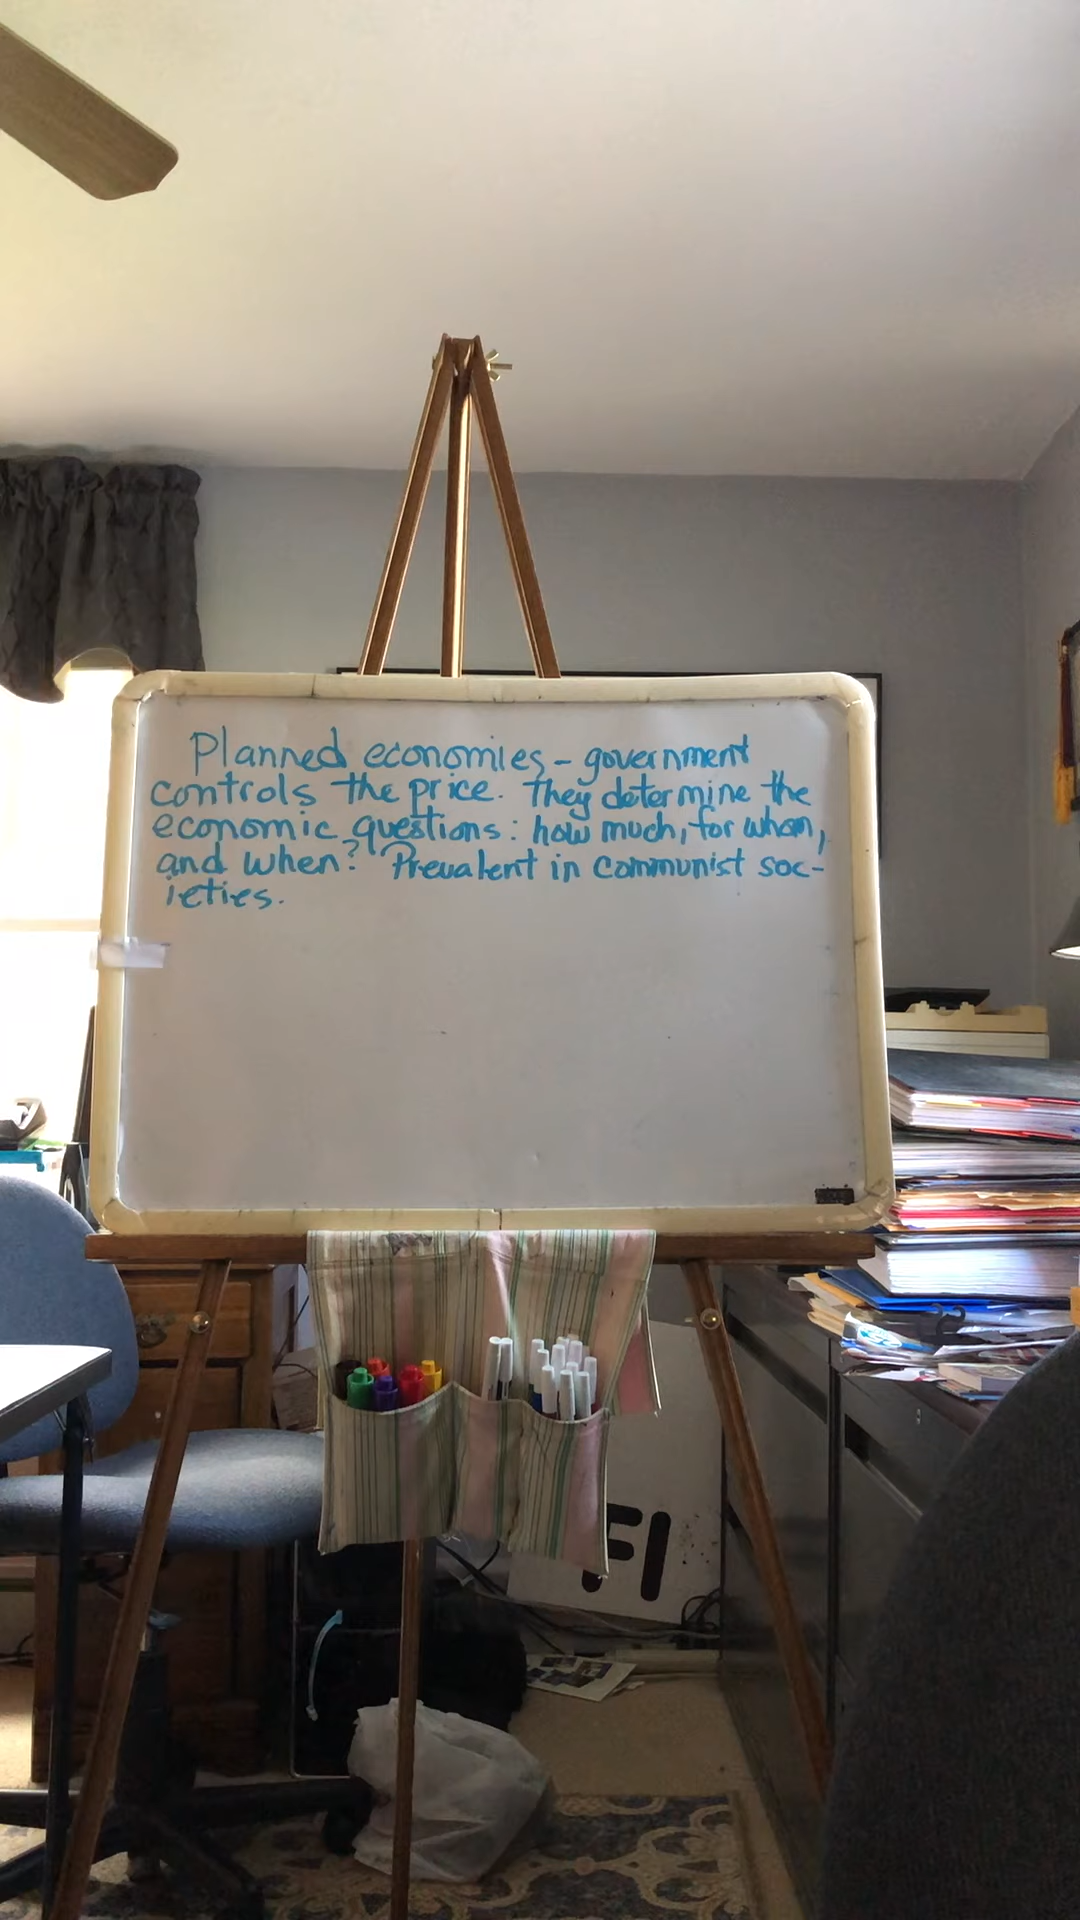 Planned economies - government
controls the price. They determine the
economic questions: how much, for whom,
and when? Prevalent in communist soc-
ieties.
FI